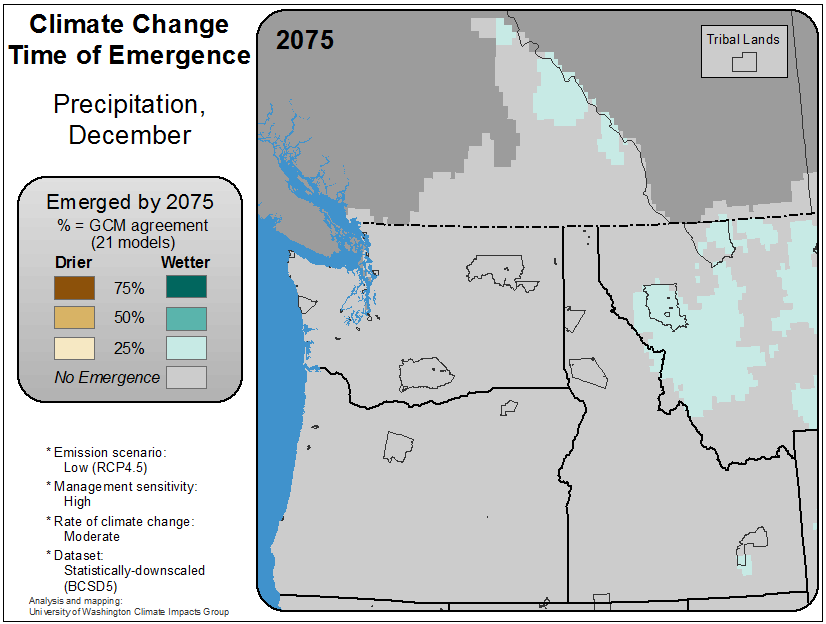 Climate Change
Time of Emergence
Precipitation,
December
Emerged by 2075
% = GCM agreement
(21 models)
Drier Wetter
75%
50%
25%
No Emergence
* Emission scenario:
Low (RCP4.5)
* Management sensitivity:
High
* Rate of climate change:
Moderate
* Dataset:
Statistically-downscaled
(BCSD5)
Analysis and mapping:
University of Washington Climate Impacts Group
2075
Tribal Lands